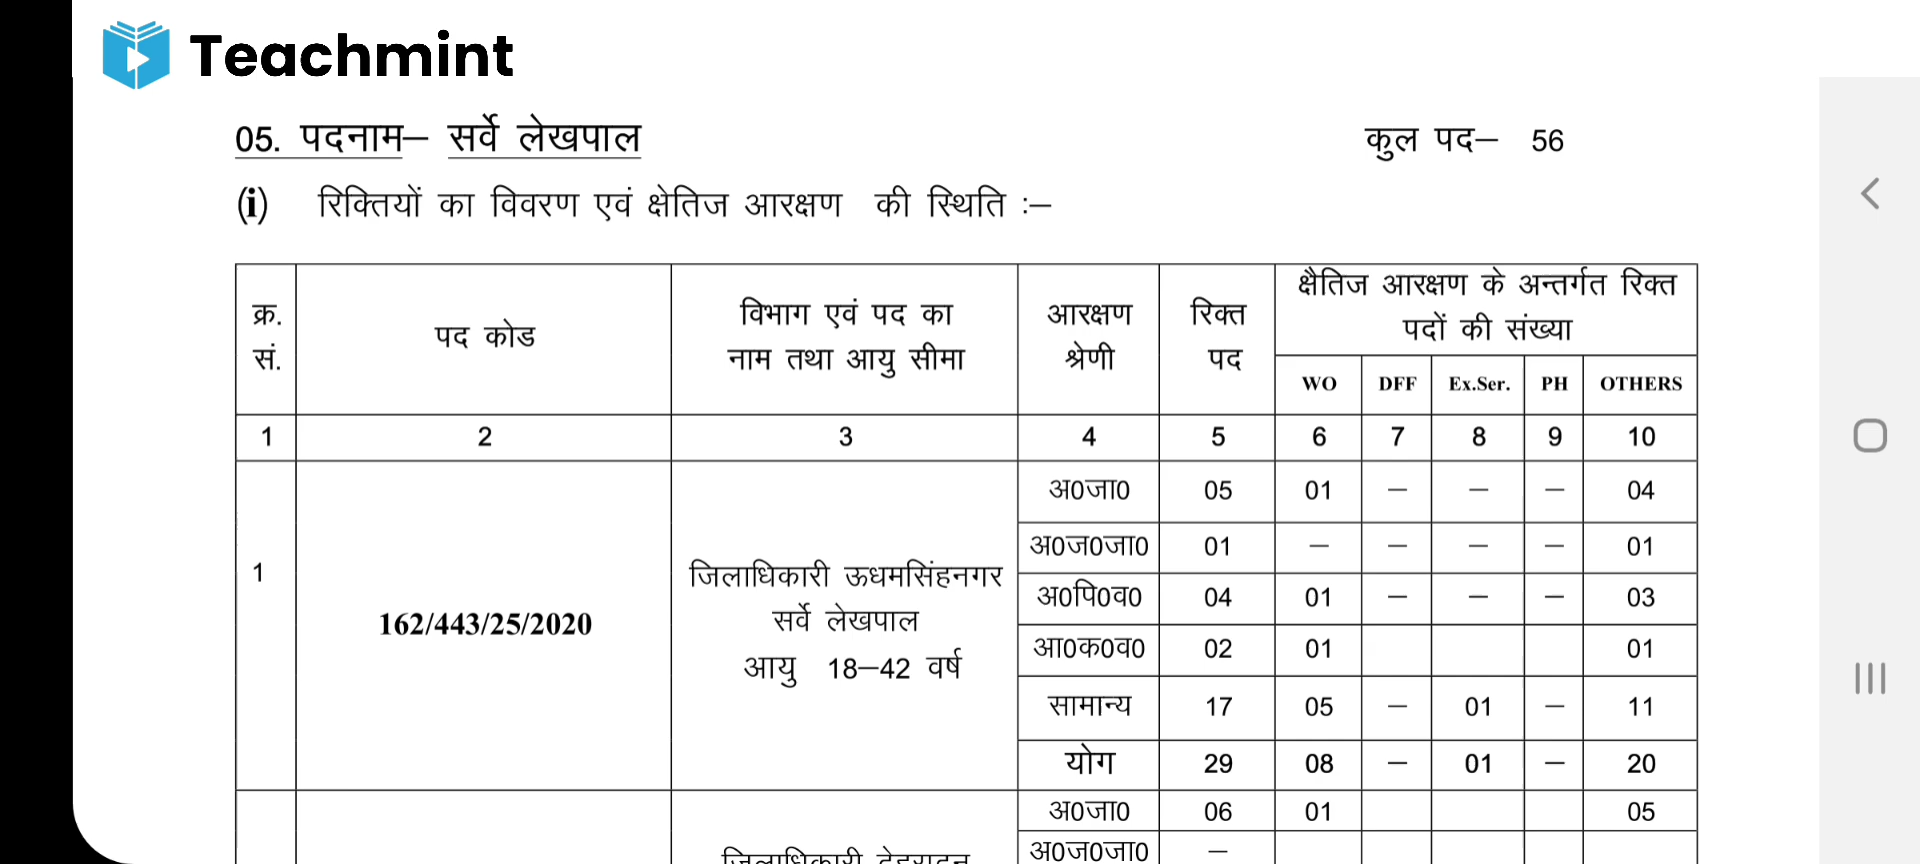 Teachmint
05. पदनाम– सर्वे लेखपाल कुल पद– 56
(i) रिक्तियों का विवरण एवं क्षेतिज आरक्षण की स्थिति :–
क्र. सं. पद कोड विभाग एवं पद का नाम तथा आयु सीमा आरक्षण श्रेणी रिक्त पद क्षैतिज आरक्षण के अन्तर्गत रिक्त पदों की संख्या
WO DFF Ex.Ser. PH OTHERS
1 2 3 4 5 6 7 8 9 10
1 162/443/25/2020 जिलाधिकारी ऊधमसिंहनगर
सर्वे लेखपाल
आयु 18–42 वर्ष
अ0जा0 05 01 – – – 04
अ0ज0जा0 01 – – – – 01
अ0पि0व0 04 01 – – – 03
आ0क0व0 02 01 01
सामान्य 17 05 – 01 – 11
योग 29 08 – 01 – 20
अ0जा0 06 01 05
जिलाधिकारी देहरादून अ0ज0जा0 –